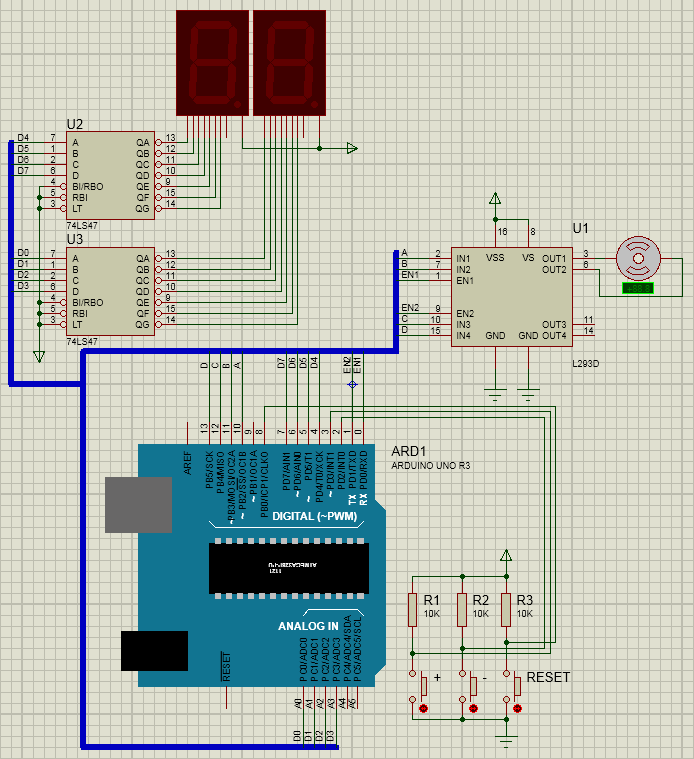 U2
D4 7 A QA 13
D5 1 B QB 12
D6 2 C QC 11
D7 6 D QD 10
4 BI/RBO QE 9
5 RBI QF 15
3 LT QG 14
74LS47
U3
D0 7 A QA 13
D1 1 B QB 12
D2 2 C QC 11
D3 6 D QD 10
4 BI/RBO QE 9
5 RBI QF 15
3 LT QG 14
74LS47
U1
16 8
A 2 IN1 VSS VS OUT1 3
B 7 IN2 OUT2 6
EN1 1 EN1
EN2 9 EN2
C 10 IN3 OUT3 11
D 15 IN4 GND GND OUT4 14
L293D
D C B A D7 D6 D5 D4 EN2 EN1
13 12 11 10 9 8 7 6 5 4 3 2 1 0
ARD1
ARDUINO UNO R3
AREF
PB5/SCK
PB4/MISO
~PB3/MOSI/OC2A
~PB2/SS/OC1B
~PB1/OC1A
PB0/ICP1/CLKO
PD7/AIN1
~PD6/AIN0
~PD5/T1
PD4/T0/XCK
~PD3/INT1
PD2/INT0
TX PD1/TXD
RX PD0/RXD
DIGITAL (~PWM)
ATMEGA328P-PU
1121
ANALOG IN
RESET
PC0/ADC0
PC1/ADC1
PC2/ADC2
PC3/ADC3
PC4/ADC4/SDA
PC5/ADC5/SCL
A0 A1 A2 A3 A4 A5
D0 D1 D2 D3
R1
10K
R2
10K
R3
10K
+ - RESET